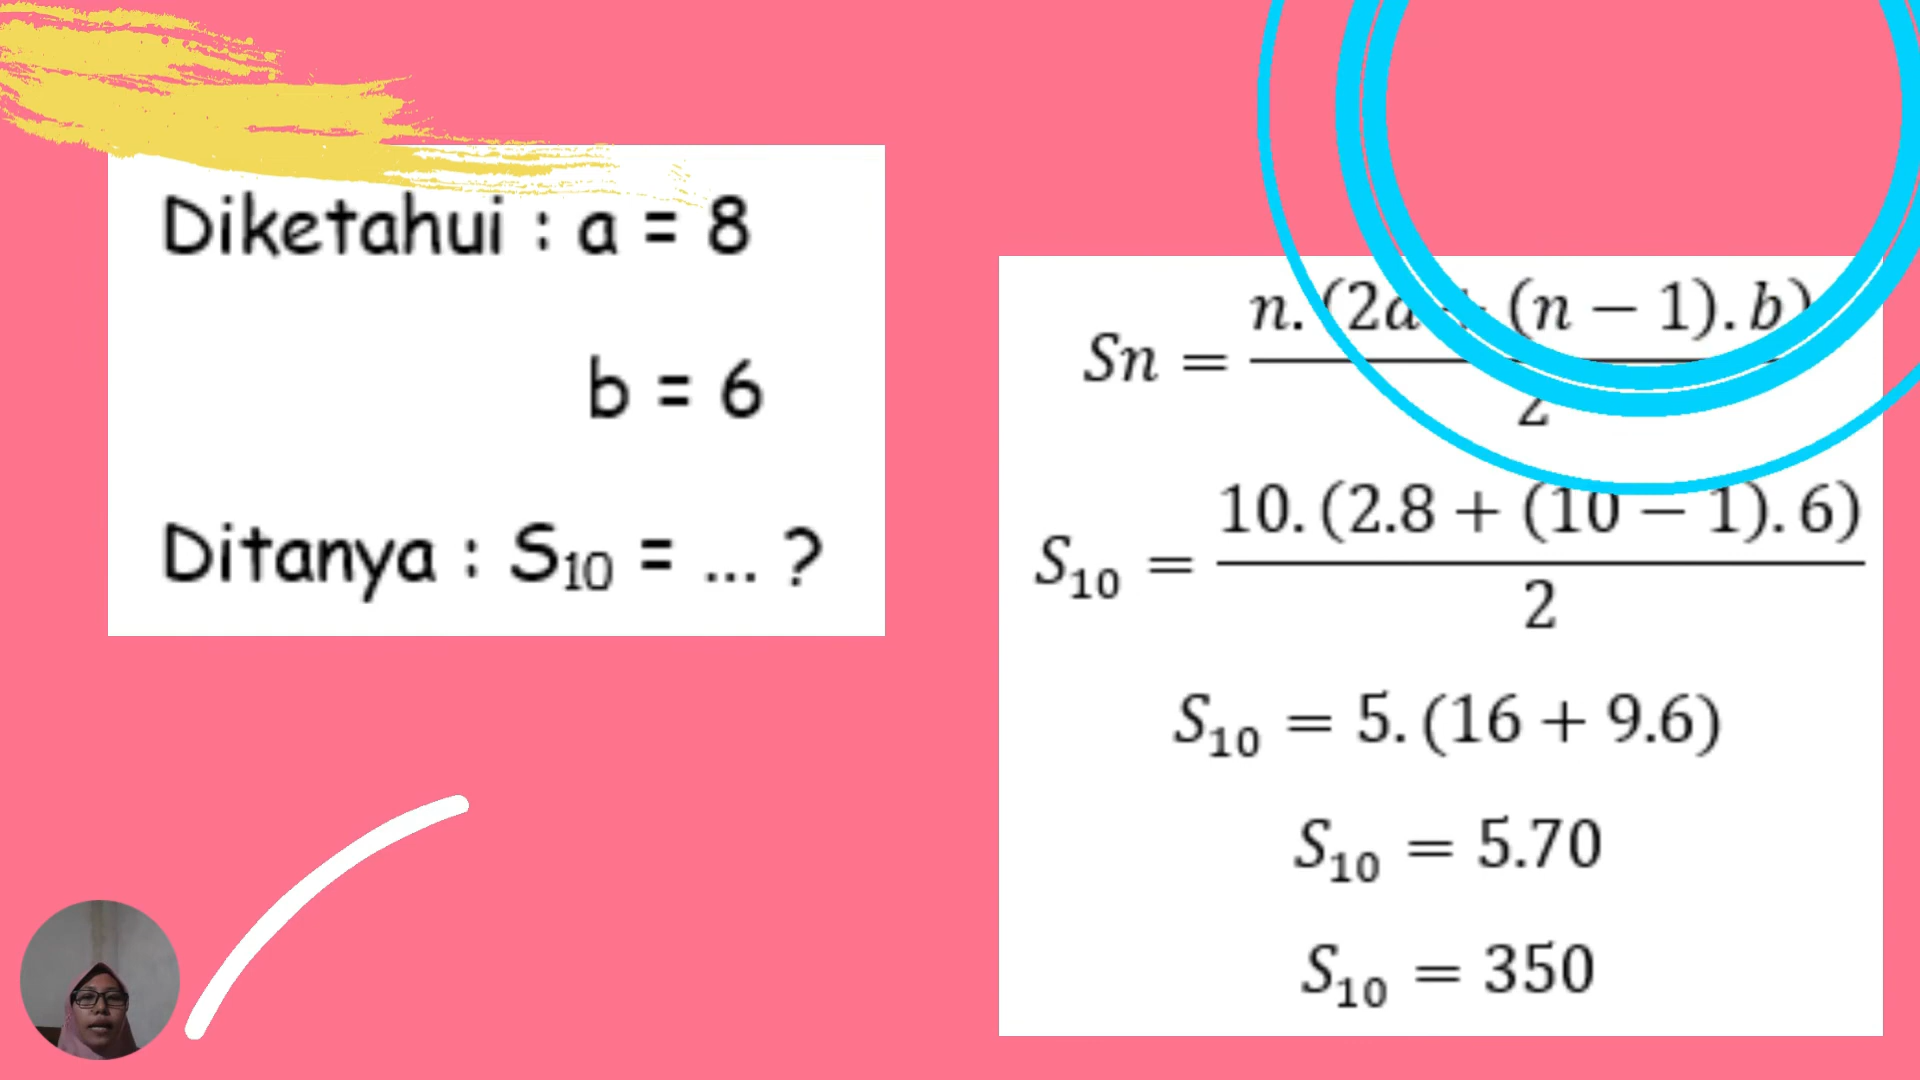 Diketahui : a = 8
b = 6
Ditanya : S₁₀ = ... ?
Sn = n. (2a + (n − 1). b) / 2
S₁₀ = 10. (2.8 + (10 − 1). 6) / 2
S₁₀ = 5. (16 + 9.6)
S₁₀ = 5.70
S₁₀ = 350